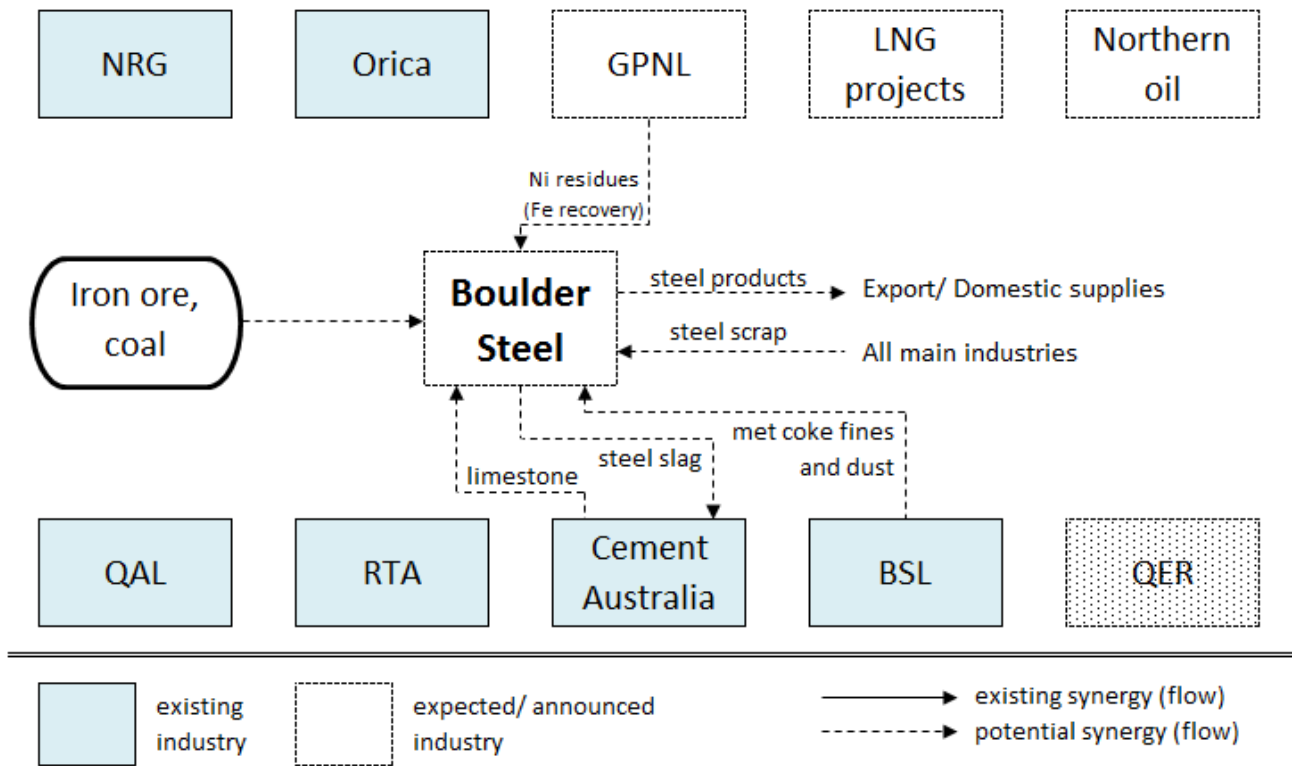 NRG
Orica
GPNL
LNG
projects
Northern
oil
Ni residues
(Fe recovery)
Iron ore,
coal
Boulder
Steel
steel products
Export/ Domestic supplies
steel scrap
All main industries
met coke fines
and dust
steel slag
limestone
QAL
RTA
Cement
Australia
BSL
QER
existing
industry
expected/ announced
industry
existing synergy (flow)
potential synergy (flow)